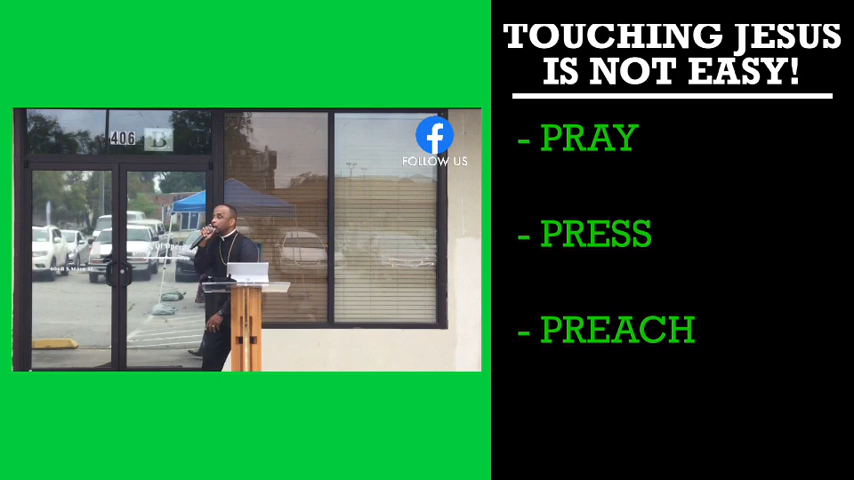 TOUCHING JESUS
IS NOT EASY!
- PRAY
- PRESS
- PREACH
406 B
FOLLOW US